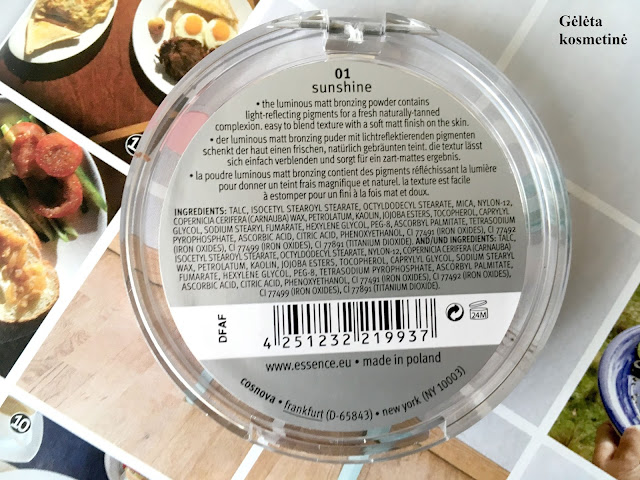 Gėlėta
kosmetinė
01
sunshine
• the luminous matt bronzing powder contains
light-reflecting pigments for a fresh naturally-tanned
complexion. easy to blend texture with a soft matt finish on the skin.
• der luminous matt bronzing puder mit lichtreflektierenden pigmenten
schenkt der haut einen frischen, natürlich gebräunten teint. die textur lässt
sich einfach verblenden und sorgt für ein zart-mattes ergebnis.
• la poudre luminous matt bronzing contient des pigments réfléchissant la lumière
pour donner un teint frais magnifique et naturel. la texture est facile
à estomper pour un fini à la fois mat et doux.
INGREDIENTS: TALC, ISOCETYL STEAROYL STEARATE, OCTYLDODECYL STEARATE, MICA, NYLON-12,
COPERNICIA CERIFERA (CARNAUBA) WAX, PETROLATUM, KAOLIN, JOJOBA ESTERS, TOCOPHEROL, CAPRYLYL
GLYCOL, SODIUM STEARYL FUMARATE, HEXYLENE GLYCOL, PEG-8, ASCORBYL PALMITATE, TETRASODIUM
PYROPHOSPHATE, ASCORBIC ACID, CITRIC ACID, PHENOXYETHANOL, CI 77491 (IRON OXIDES), CI 77492
(IRON OXIDES), CI 77499 (IRON OXIDES), CI 77891 (TITANIUM DIOXIDE). AND/UND INGREDIENTS: TALC,
ISOCETYL STEAROYL STEARATE, OCTYLDODECYL STEARATE, NYLON-12, COPERNICIA CERIFERA (CARNAUBA)
WAX, PETROLATUM, KAOLIN, JOJOBA ESTERS, TOCOPHEROL, CAPRYLYL GLYCOL, SODIUM STEARYL
FUMARATE, HEXYLENE GLYCOL, PEG-8, TETRASODIUM PYROPHOSPHATE, ASCORBYL PALMITATE,
ASCORBIC ACID, CITRIC ACID, PHENOXYETHANOL, CI 77491 (IRON OXIDES), CI 77492 (IRON OXIDES),
CI 77499 (IRON OXIDES), CI 77891 (TITANIUM DIOXIDE).
DFAF
4 251232 219937
24M
www.essence.eu • made in poland
cosnova • frankfurt (D-65843) • new york (NY 10003)
10